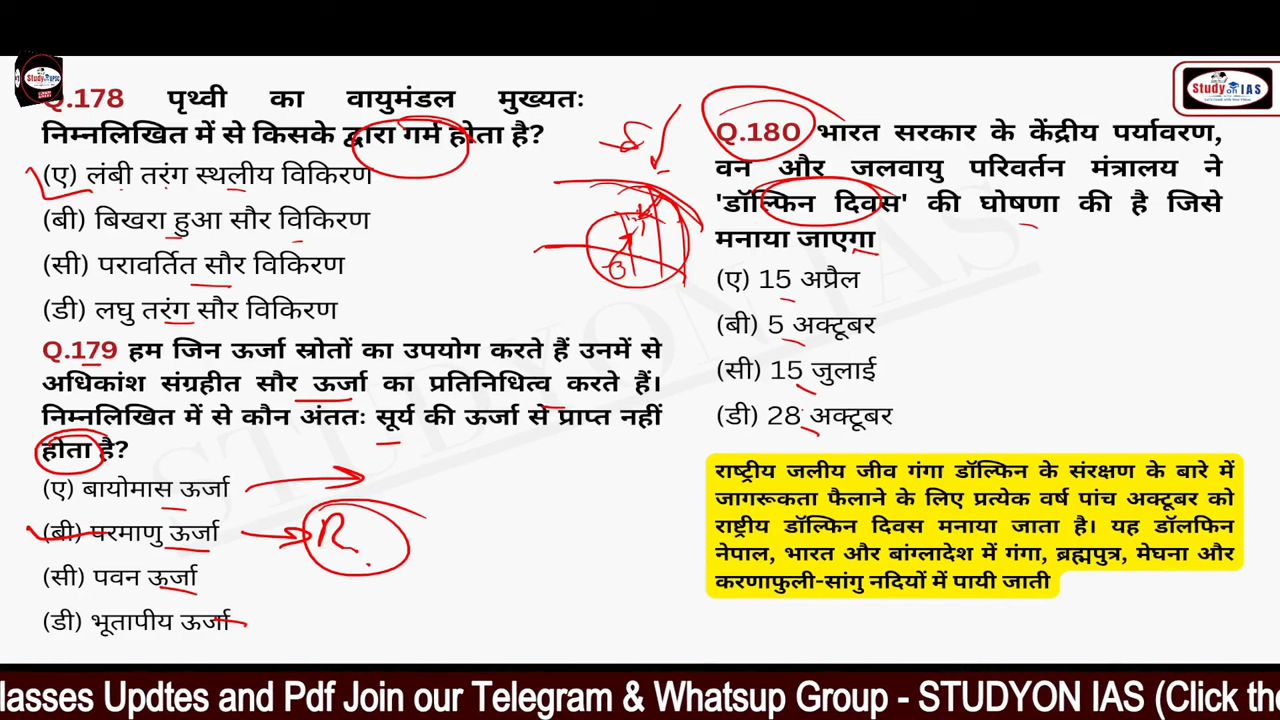 Q.178 पृथ्वी का वायुमंडल मुख्यतः
निम्नलिखित में से किसके द्वारा गर्म होता है?
(ए) लंबी तरंग स्थलीय विकिरण
(बी) बिखरा हुआ सौर विकिरण
(सी) परावर्तित सौर विकिरण
(डी) लघु तरंग सौर विकिरण
Q.179 हम जिन ऊर्जा स्रोतों का उपयोग करते हैं उनमें से
अधिकांश संग्रहीत सौर ऊर्जा का प्रतिनिधित्व करते हैं।
निम्नलिखित में से कौन अंततः सूर्य की ऊर्जा से प्राप्त नहीं
होता है?
(ए) बायोमास ऊर्जा
(बी) परमाणु ऊर्जा
R
(सी) पवन ऊर्जा
(डी) भूतापीय ऊर्जा
Study IAS
Q.180 भारत सरकार के केंद्रीय पर्यावरण,
वन और जलवायु परिवर्तन मंत्रालय ने
'डॉल्फिन दिवस' की घोषणा की है जिसे
मनाया जाएगा
(ए) 15 अप्रैल
(बी) 5 अक्टूबर
(सी) 15 जुलाई
(डी) 28 अक्टूबर
राष्ट्रीय जलीय जीव गंगा डॉल्फिन के संरक्षण के बारे में
जागरूकता फैलाने के लिए प्रत्येक वर्ष पांच अक्टूबर को
राष्ट्रीय डॉल्फिन दिवस मनाया जाता है। यह डॉलफिन
नेपाल, भारत और बांग्लादेश में गंगा, ब्रह्मपुत्र, मेघना और
करणाफुली-सांगु नदियों में पायी जाती
STUDYON IAS
lasses Updtes and Pdf Join our Telegram & Whatsup Group - STUDYON IAS (Click the